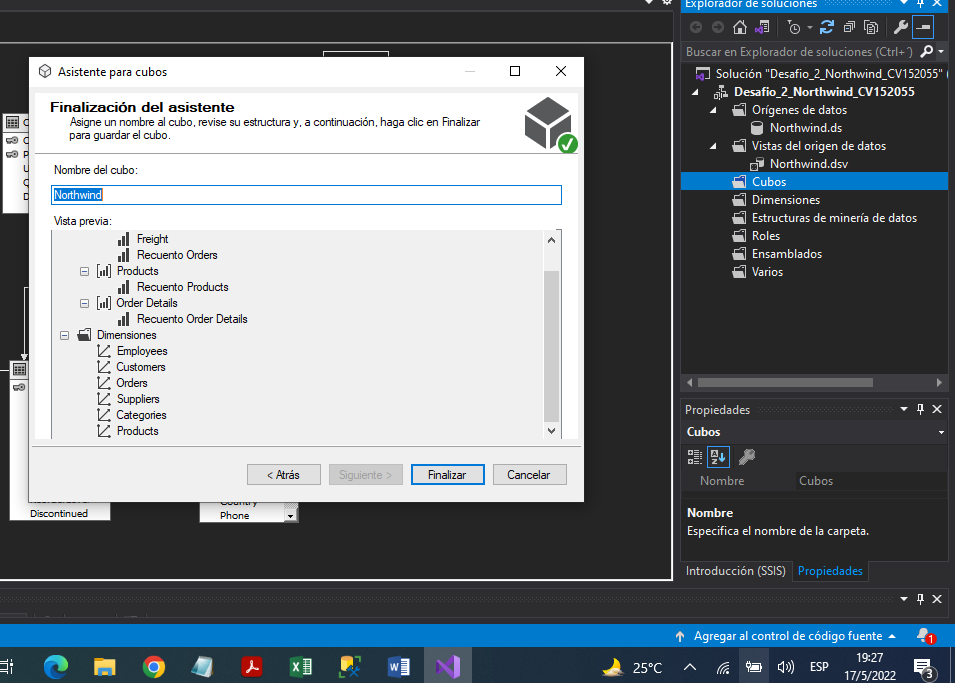 Explorador de soluciones
Buscar en Explorador de soluciones (Ctrl+´)
Solución "Desafio_2_Northwind_CV152055"
Desafio_2_Northwind_CV152055
Orígenes de datos
Northwind.ds
Vistas del origen de datos
Northwind.dsv
Cubos
Dimensiones
Estructuras de minería de datos
Roles
Ensamblados
Varios
Asistente para cubos
Finalización del asistente
Asigne un nombre al cubo, revise su estructura y, a continuación, haga clic en Finalizar
para guardar el cubo.
Nombre del cubo:
Northwind
Vista previa:
Freight
Recuento Orders
Products
Recuento Products
Order Details
Recuento Order Details
Dimensiones
Employees
Customers
Orders
Suppliers
Categories
Products
< Atrás
Siguiente >
Finalizar
Cancelar
Discontinued
Country
Phone
Propiedades
Cubos
Nombre
Cubos
Nombre
Especifica el nombre de la carpeta.
Introducción (SSIS)
Propiedades
Agregar al control de código fuente
1
25°C
ESP
19:27
17/5/2022
3